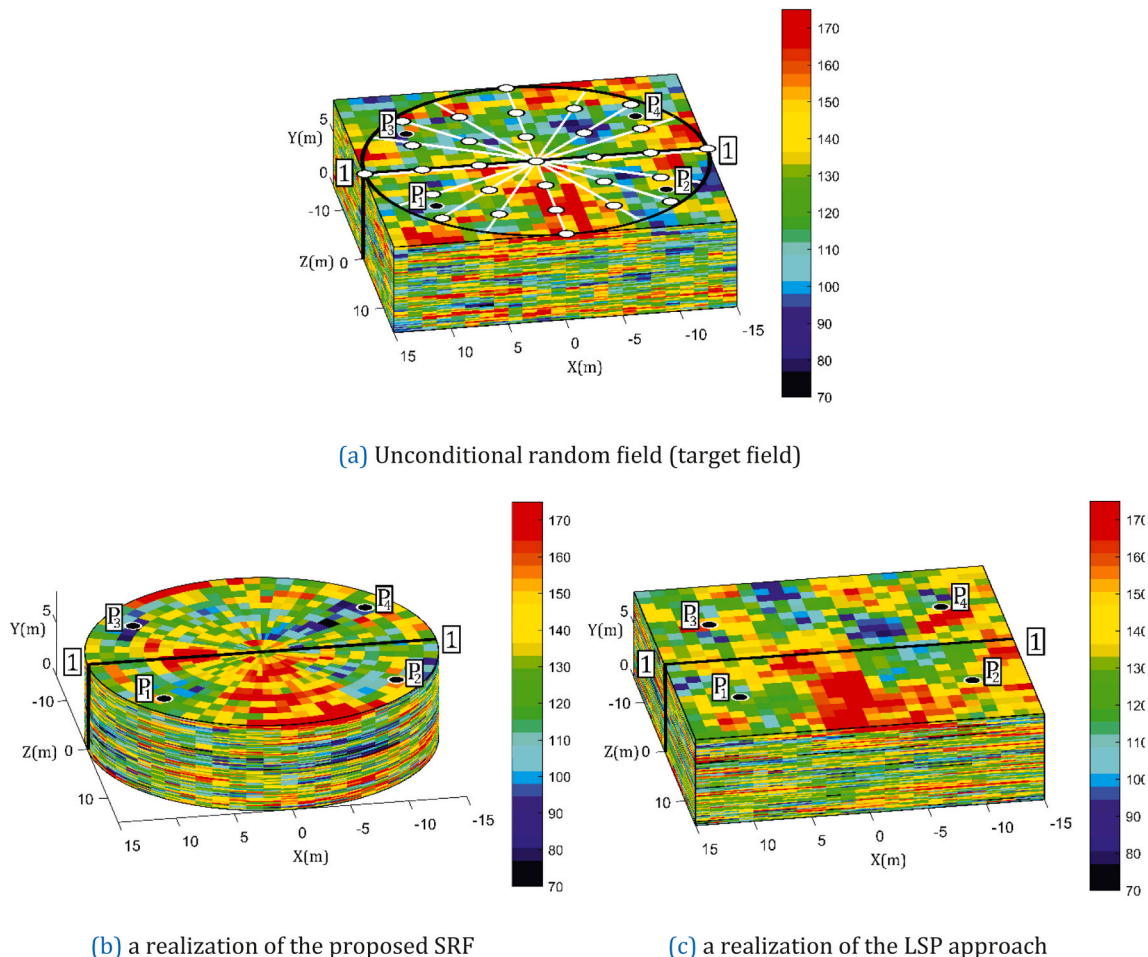 170
160
150
140
130
120
110
100
90
80
70
5
Y(m)
0
-10
Z(m) 0
10
15 10 5 0 -5 -10 -15
X(m)
P3
P4
1
1
P1
P2
(a) Unconditional random field (target field)
170
160
150
140
130
120
110
100
90
80
70
5
Y(m)
0
-10
Z(m) 0
10
15 10 5 0 -5 -10 -15
X(m)
P3
P4
1
1
P1
P2
(b) a realization of the proposed SRF
170
160
150
140
130
120
110
100
90
80
70
5
Y(m)
0
-10
Z(m) 0
10
15 10 5 0 -5 -10 -15
X(m)
P3
P4
1
1
P1
P2
(c) a realization of the LSP approach